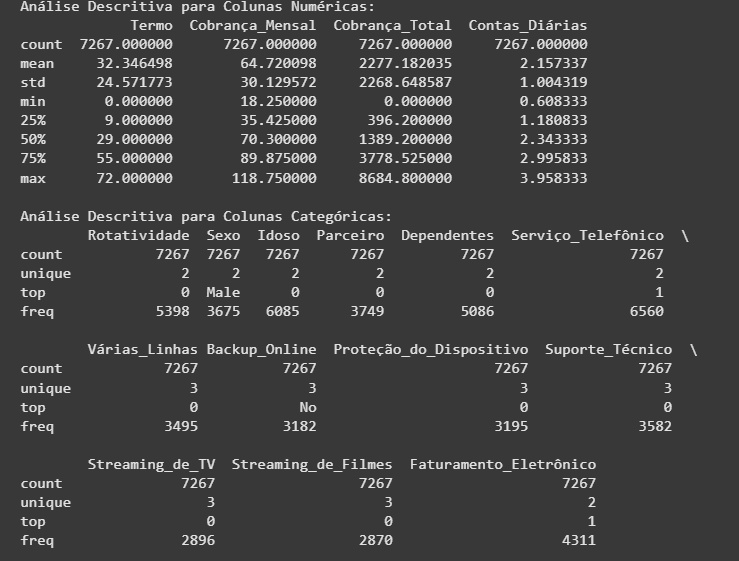 Análise Descritiva para Colunas Numéricas:
Termo Cobrança_Mensal Cobrança_Total Contas_Diárias
count 7267.000000 7267.000000 7267.000000 7267.000000
mean 32.346498 64.720098 2277.182035 2.157337
std 24.571773 30.129572 2268.648587 1.004319
min 0.000000 18.250000 0.000000 0.608333
25% 9.000000 35.425000 396.200000 1.180833
50% 29.000000 70.300000 1389.200000 2.343333
75% 55.000000 89.875000 3778.525000 2.995833
max 72.000000 118.750000 8684.800000 3.958333
Análise Descritiva para Colunas Categóricas:
Rotatividade Sexo Idoso Parceiro Dependentes Serviço_Telefônico \
count 7267 7267 7267 7267 7267 7267
unique 2 2 2 2 2 2
top 0 Male 0 0 0 1
freq 5398 3675 6085 3749 5086 6560
Várias_Linhas Backup_Online Proteção_do_Dispositivo Suporte_Técnico \
count 7267 7267 7267 7267
unique 3 3 3 3
top 0 No 0 0
freq 3495 3182 3195 3582
Streaming_de_TV Streaming_de_Filmes Faturamento_Eletrônico
count 7267 7267 7267
unique 3 3 2
top 0 0 1
freq 2896 2870 4311